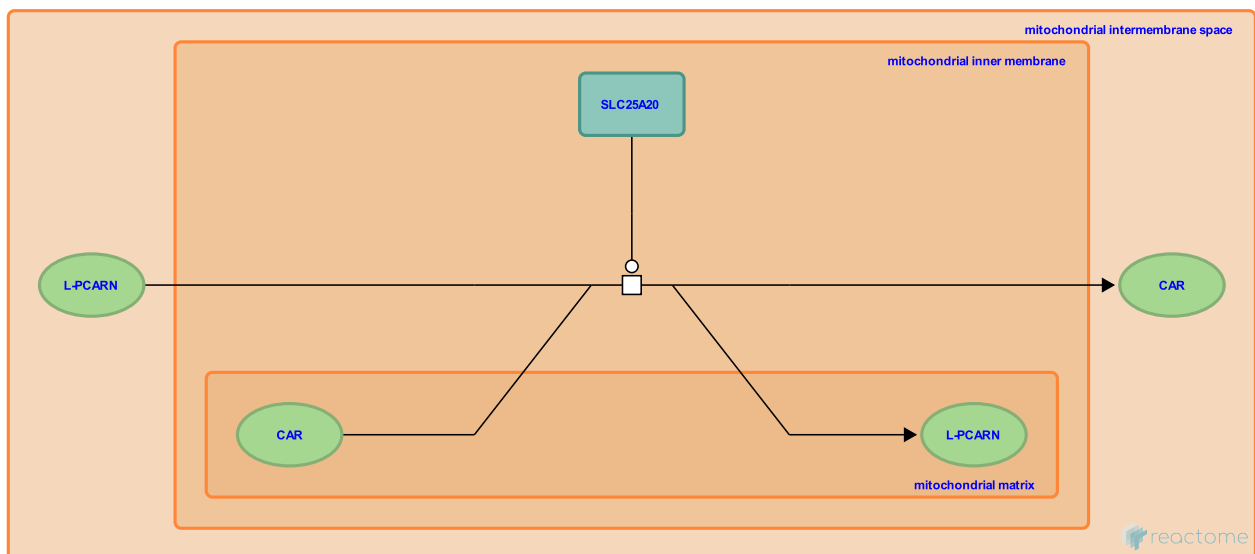 mitochondrial intermembrane space
mitochondrial inner membrane
SLC25A20
L-PCARN
CAR
CAR
L-PCARN
mitochondrial matrix
reactome